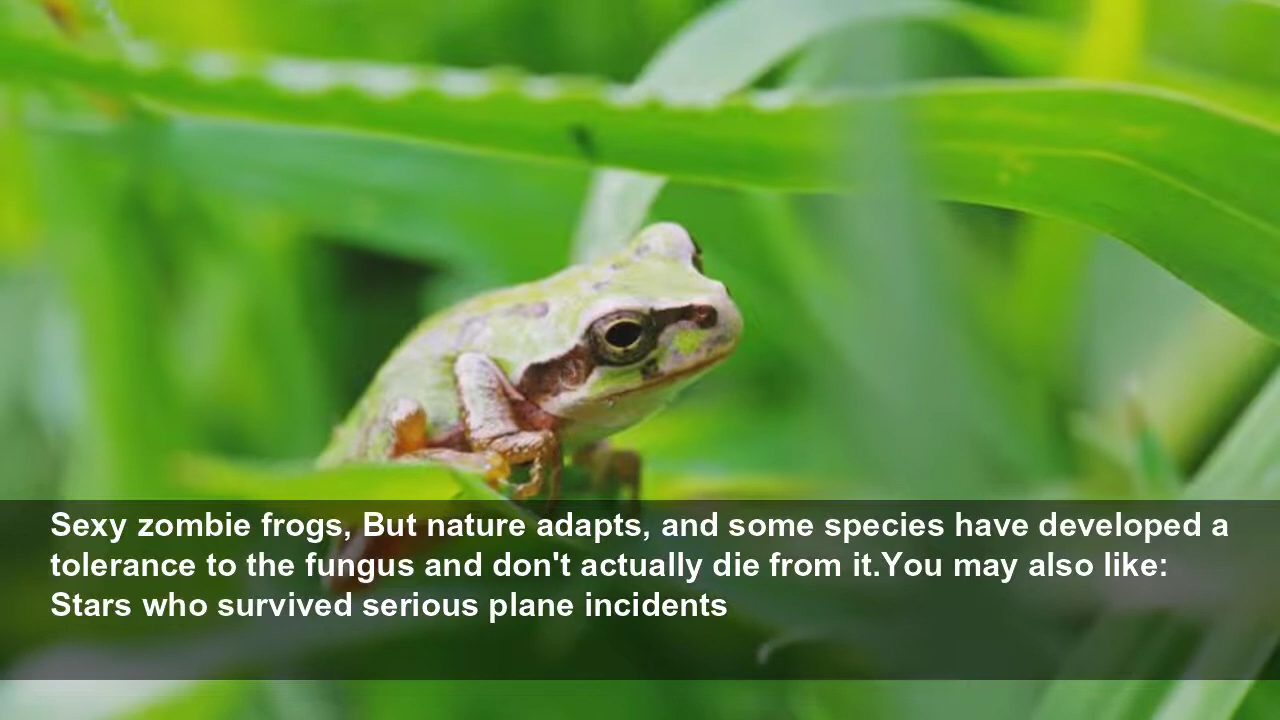 Sexy zombie frogs, But nature adapts, and some species have developed a
tolerance to the fungus and don't actually die from it.You may also like:
Stars who survived serious plane incidents